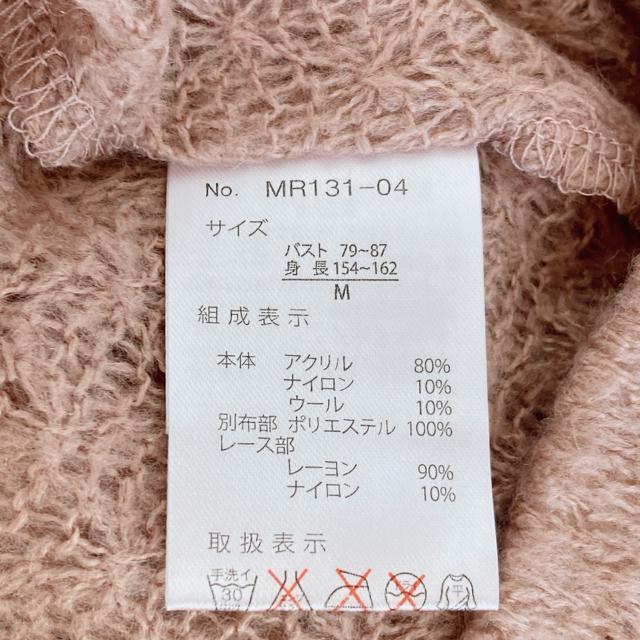 No. MR131-04
サイズ
バスト 79~87
身 長 154~162
M
組成表示
本体 アクリル 80%
ナイロン 10%
ウール 10%
別布部 ポリエステル 100%
レース部
レーヨン 90%
ナイロン 10%
取扱表示
手洗イ
30
平